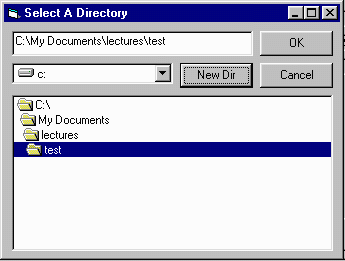 Select A Directory
C:\My Documents\lectures\test
OK
c:
New Dir
Cancel
C:\
My Documents
lectures
test